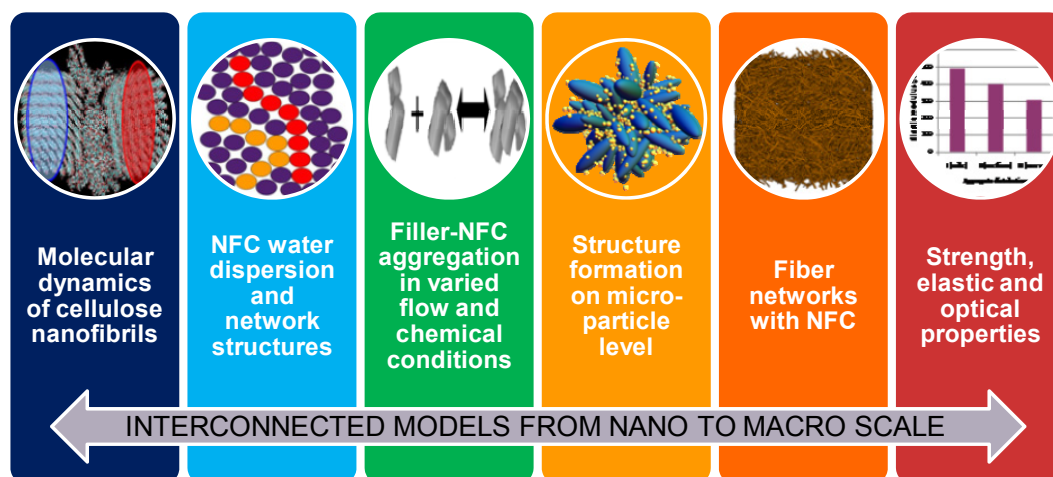 Molecular
dynamics
of cellulose
nanofibrils
NFC water
dispersion
and
network
structures
Filler-NFC
aggregation
in varied
flow and
chemical
conditions
Structure
formation
on micro-
particle
level
Fiber
networks
with NFC
Strength,
elastic and
optical
properties
INTERCONNECTED MODELS FROM NANO TO MACRO SCALE